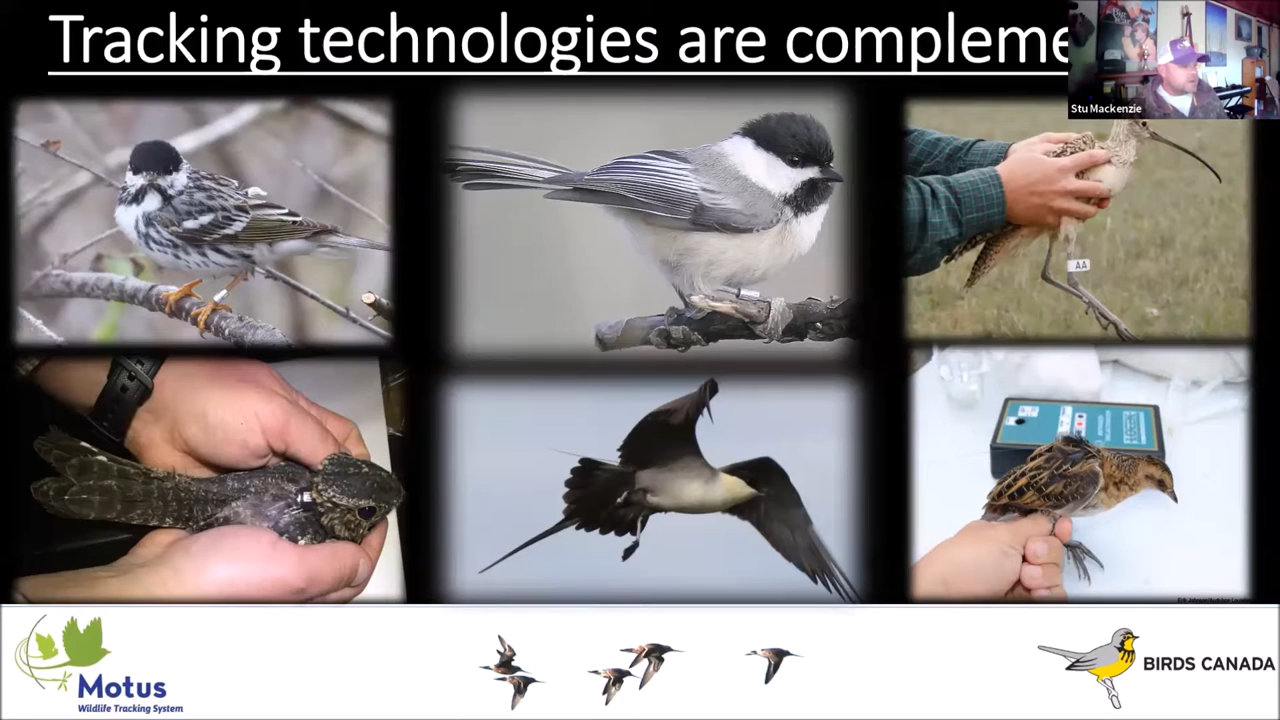 Tracking technologies are compleme
Stu Mackenzie
AA
Motus
Wildlife Tracking System
BIRDS CANADA